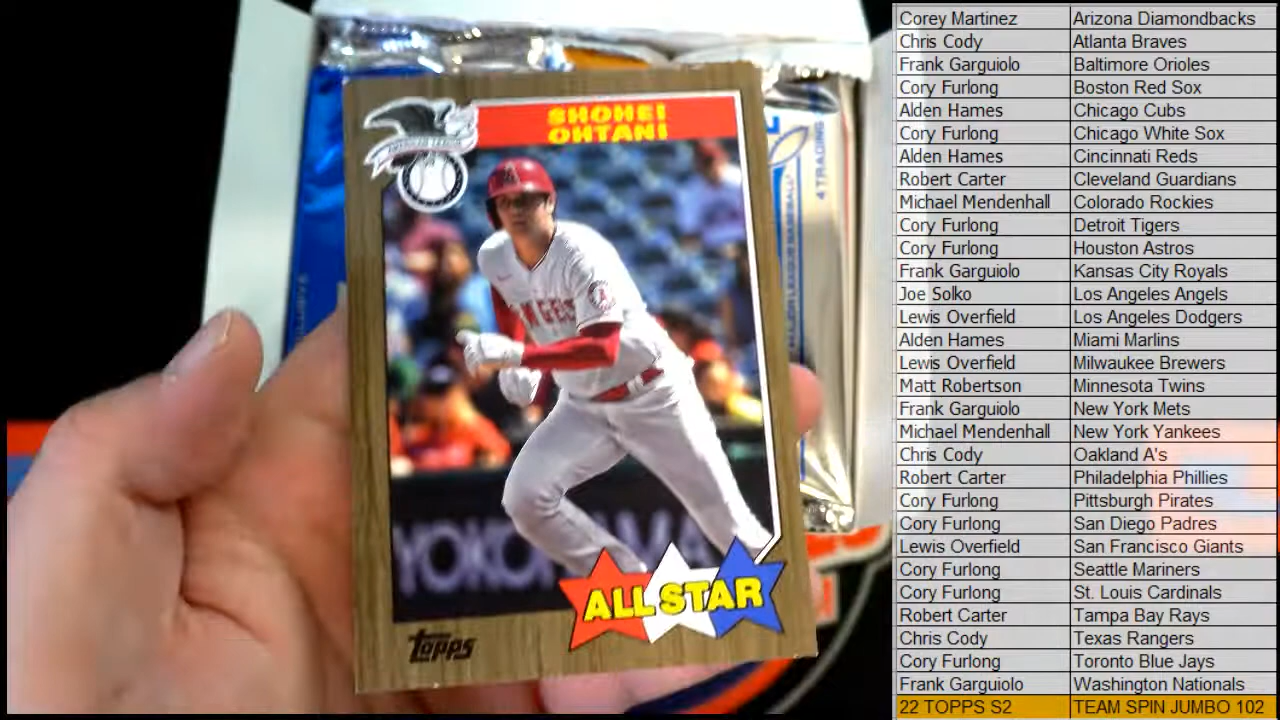 SHOHEI
OHTANI
AMERICAN LEAGUE
A
ANGELS
YOKOHAMA
ALL STAR
Topps
4 TRADING
MAJOR LEAGUE BASEBALL
Corey Martinez Arizona Diamondbacks
Chris Cody Atlanta Braves
Frank Garguiolo Baltimore Orioles
Cory Furlong Boston Red Sox
Alden Hames Chicago Cubs
Cory Furlong Chicago White Sox
Alden Hames Cincinnati Reds
Robert Carter Cleveland Guardians
Michael Mendenhall Colorado Rockies
Cory Furlong Detroit Tigers
Cory Furlong Houston Astros
Frank Garguiolo Kansas City Royals
Joe Solko Los Angeles Angels
Lewis Overfield Los Angeles Dodgers
Alden Hames Miami Marlins
Lewis Overfield Milwaukee Brewers
Matt Robertson Minnesota Twins
Frank Garguiolo New York Mets
Michael Mendenhall New York Yankees
Chris Cody Oakland A's
Robert Carter Philadelphia Phillies
Cory Furlong Pittsburgh Pirates
Cory Furlong San Diego Padres
Lewis Overfield San Francisco Giants
Cory Furlong Seattle Mariners
Cory Furlong St. Louis Cardinals
Robert Carter Tampa Bay Rays
Chris Cody Texas Rangers
Cory Furlong Toronto Blue Jays
Frank Garguiolo Washington Nationals
22 TOPPS S2 TEAM SPIN JUMBO 102